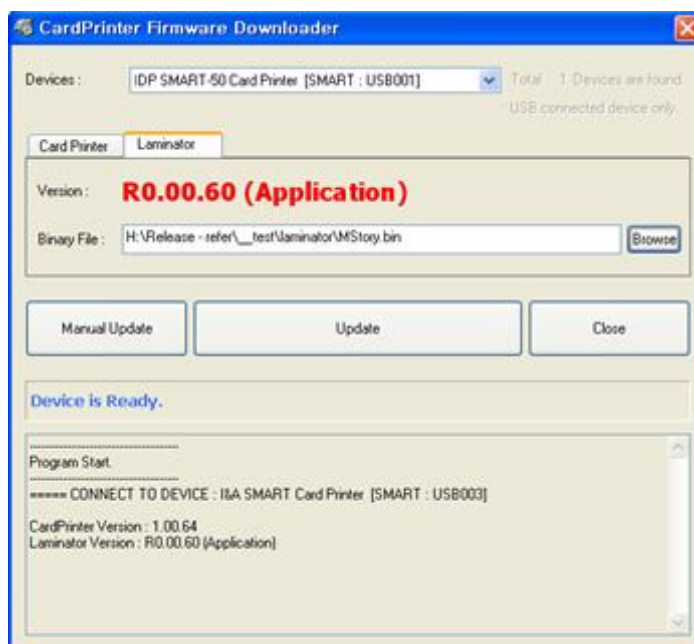 CardPrinter Firmware Downloader
Devices : IDP SMART-50 Card Printer [SMART : USB001] Total 1 Devices are found
USB connected device only.
Card Printer Laminator
Version : R0.00.60 (Application)
Binary File : H:\Release - refer\__test\laminator\MStory.bin Browse
Manual Update Update Close
Device is Ready.
----------------------------------
Program Start.
----------------------------------
===== CONNECT TO DEVICE : I&A SMART Card Printer [SMART : USB003]
CardPrinter Version : 1.00.64
Laminator Version : R0.00.60 (Application)